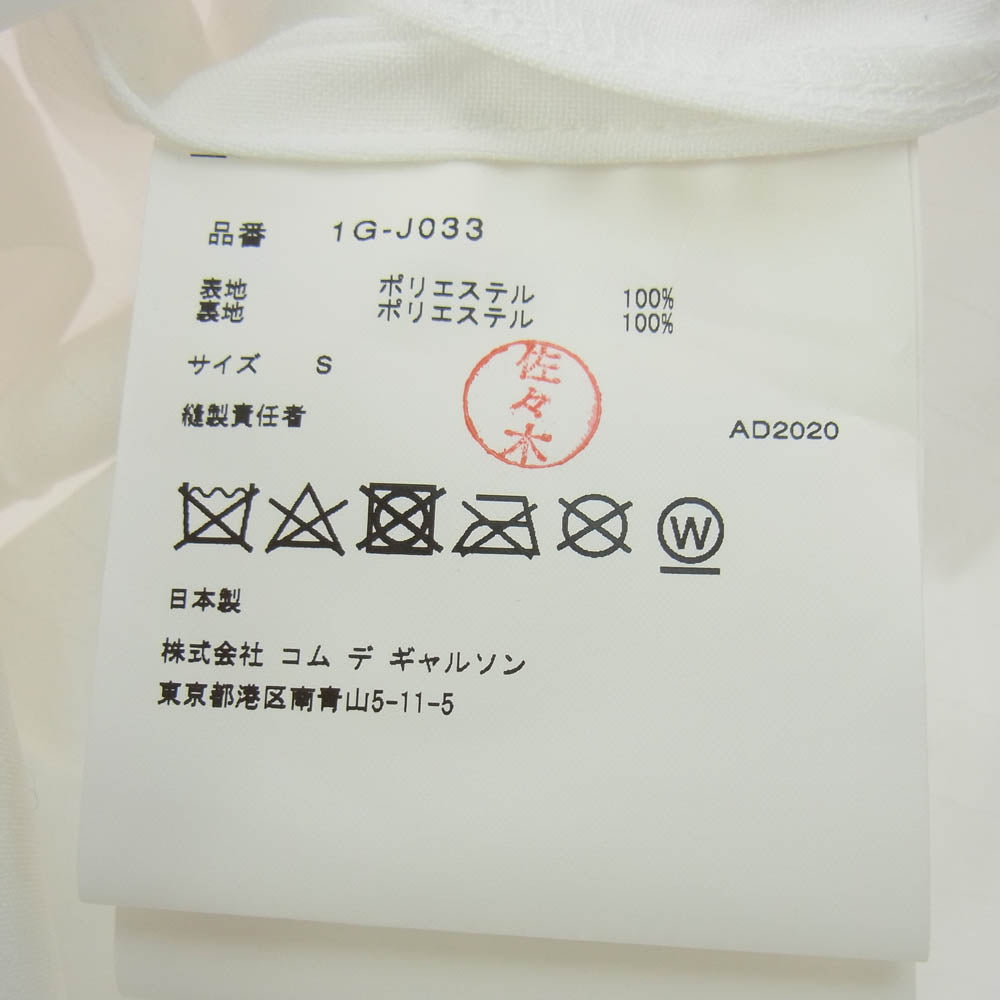 品番 1G-J033
表地 ポリエステル 100%
裏地 ポリエステル 100%
サイズ S
佐々木
縫製責任者
AD2020
W
日本製
株式会社 コム デ ギャルソン
東京都港区南青山5-11-5